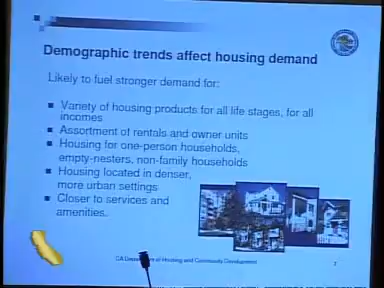 Demographic trends affect housing demand
Likely to fuel stronger demand for:
Variety of housing products for all life stages, for all
incomes
Assortment of rentals and owner units
Housing for one-person households,
empty-nesters, non-family households
Housing located in denser,
more urban settings
Closer to services and
amenities.
CA Department of Housing and Community Development
7